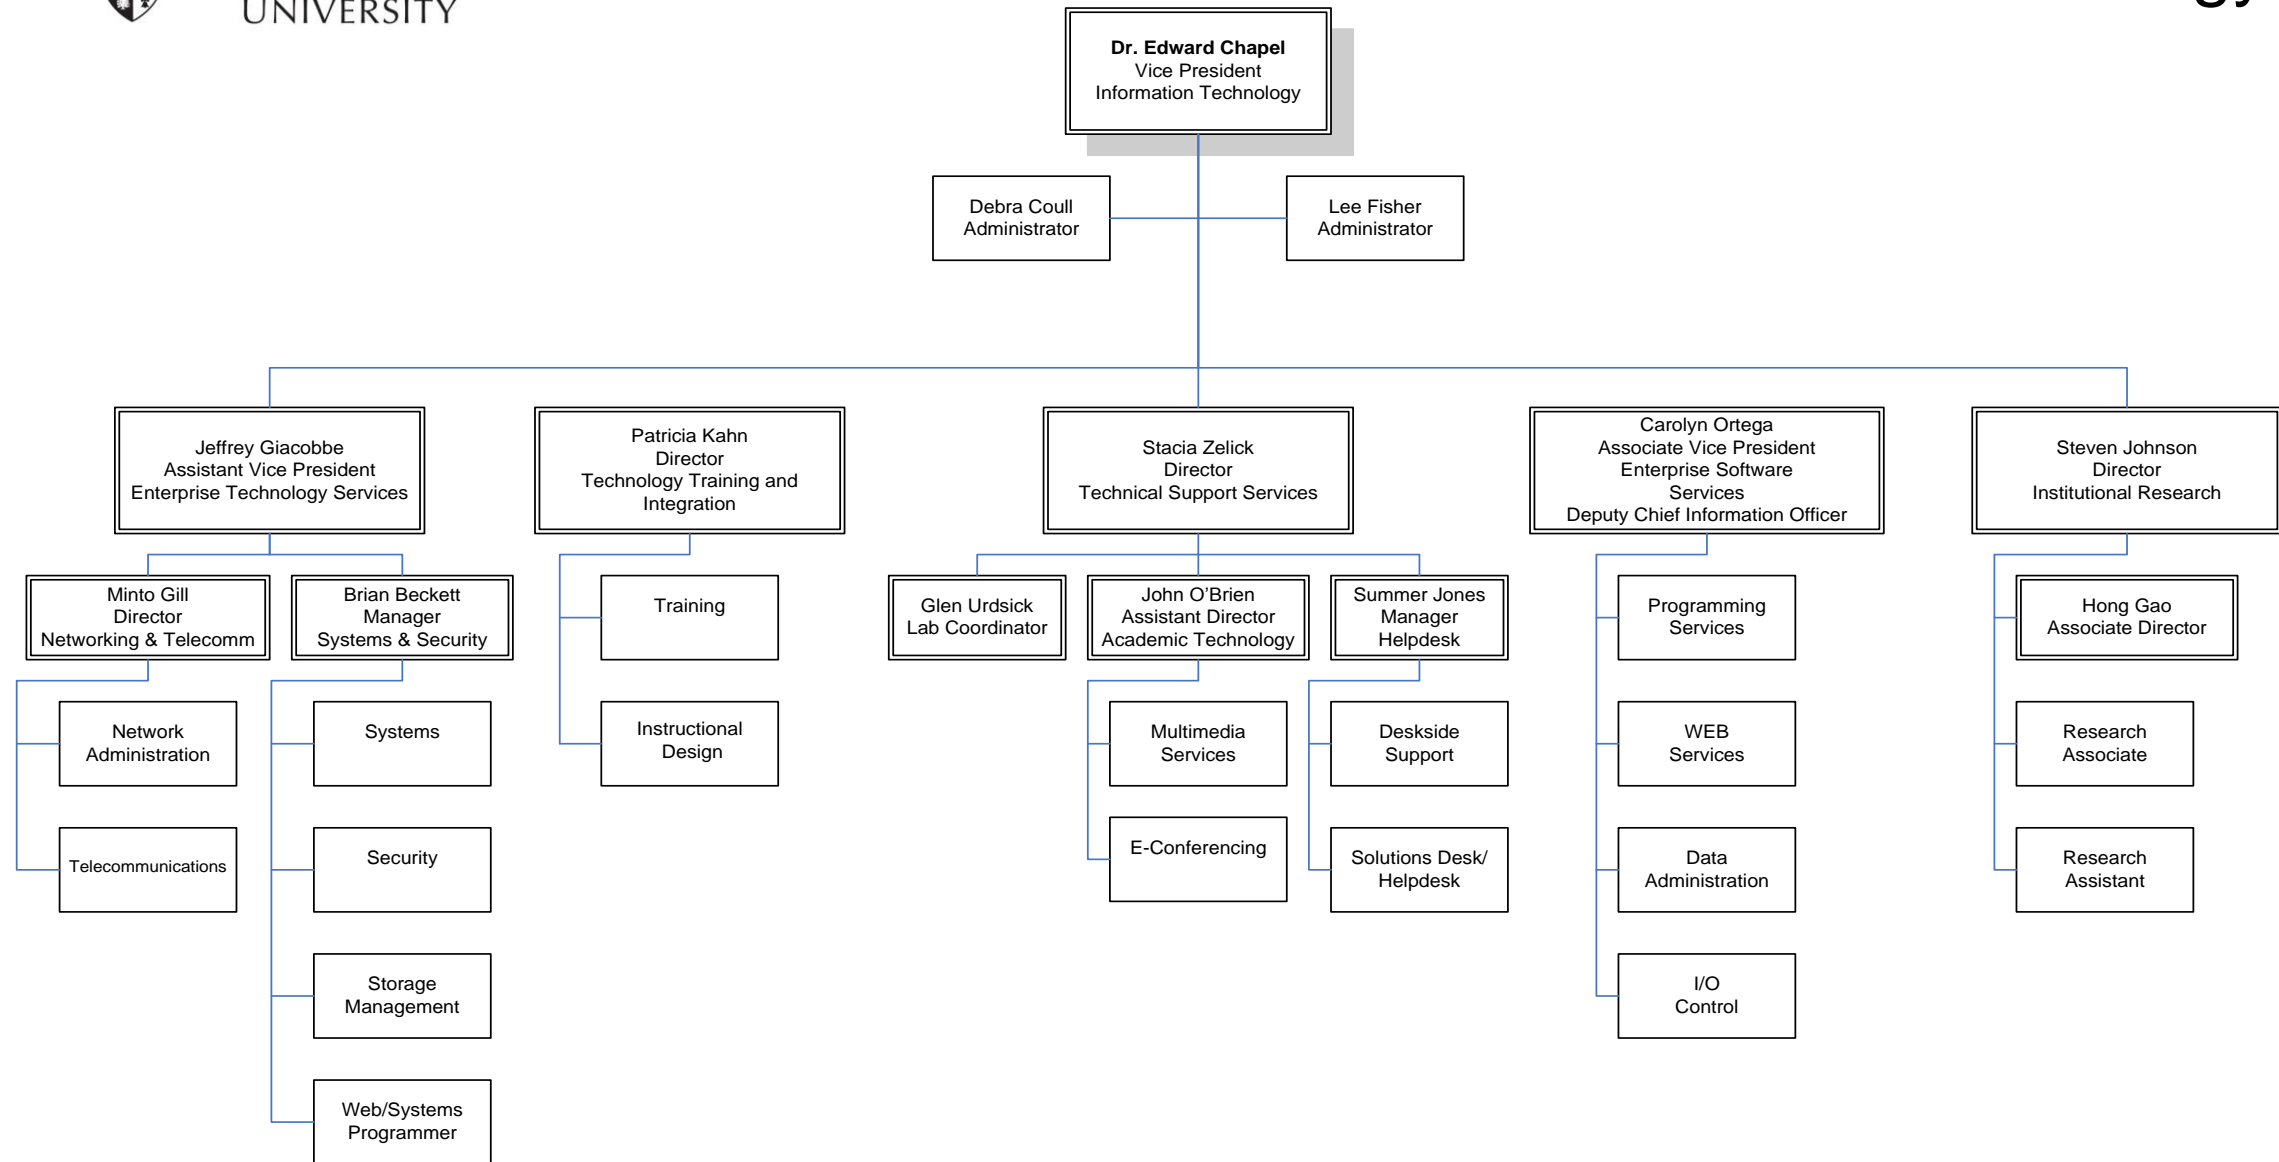 UNIVERSITY
Dr. Edward Chapel
Vice President
Information Technology
Debra Coull
Administrator
Lee Fisher
Administrator
Jeffrey Giacobbe
Assistant Vice President
Enterprise Technology Services
Patricia Kahn
Director
Technology Training and
Integration
Stacia Zelick
Director
Technical Support Services
Carolyn Ortega
Associate Vice President
Enterprise Software
Services
Deputy Chief Information Officer
Steven Johnson
Director
Institutional Research
Minto Gill
Director
Networking & Telecomm
Brian Beckett
Manager
Systems & Security
Training
Glen Urdsick
Lab Coordinator
John O’Brien
Assistant Director
Academic Technology
Summer Jones
Manager
Helpdesk
Programming
Services
Hong Gao
Associate Director
Network
Administration
Systems
Instructional
Design
Multimedia
Services
Deskside
Support
WEB
Services
Research
Associate
Telecommunications
Security
E-Conferencing
Solutions Desk/
Helpdesk
Data
Administration
Research
Assistant
Storage
Management
I/O
Control
Web/Systems
Programmer